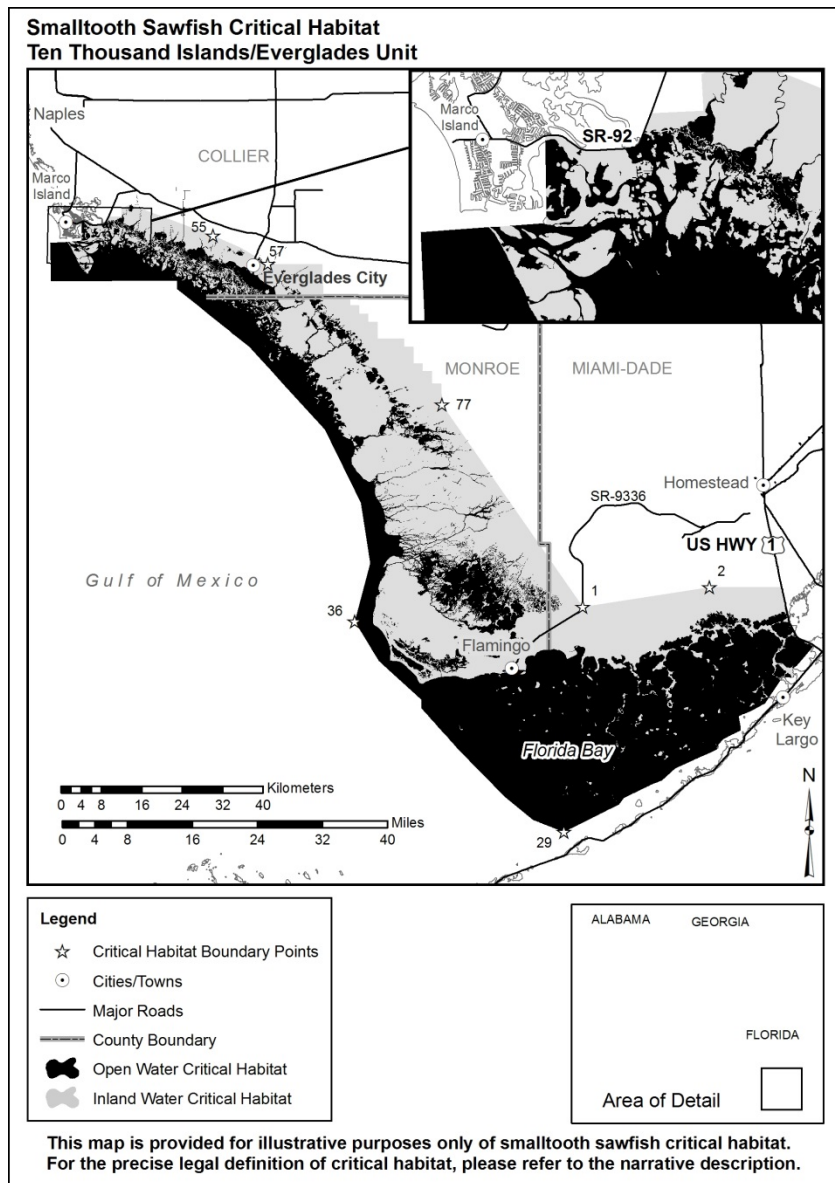 Smalltooth Sawfish Critical Habitat
Ten Thousand Islands/Everglades Unit
Naples
Marco
Island
COLLIER
55
57
Everglades City
Marco
Island
SR-92
MONROE
MIAMI-DADE
77
Homestead
SR-9336
US HWY 1
Gulf of Mexico
36
1
2
Flamingo
Florida Bay
Key
Largo
29
N
Kilometers
0 4 8 16 24 32 40
Miles
0 4 8 16 24 32 40
Legend
Critical Habitat Boundary Points
Cities/Towns
Major Roads
County Boundary
Open Water Critical Habitat
Inland Water Critical Habitat
ALABAMA GEORGIA
FLORIDA
Area of Detail
This map is provided for illustrative purposes only of smalltooth sawfish critical habitat.
For the precise legal definition of critical habitat, please refer to the narrative description.